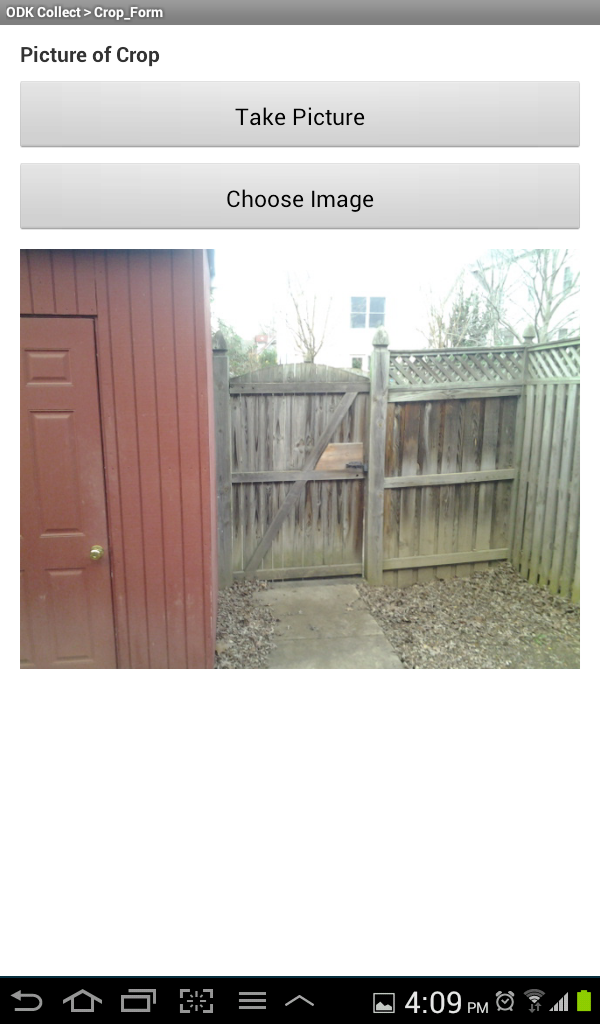 ODK Collect > Crop_Form
Picture of Crop
Take Picture
Choose Image
4:09 PM